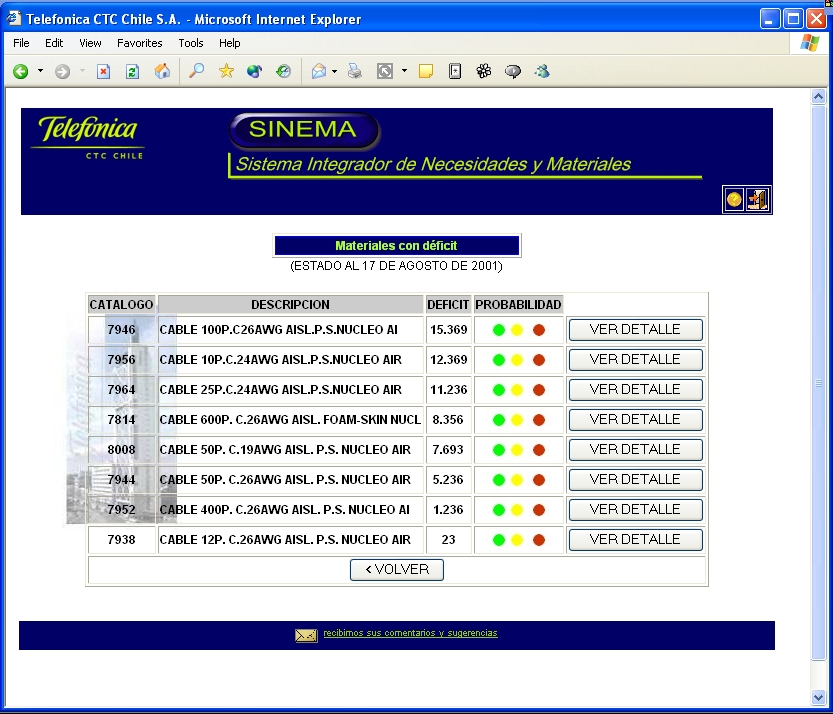 Telefonica CTC Chile S.A. - Microsoft Internet Explorer
File Edit View Favorites Tools Help
Telefónica
CTC CHILE
SINEMA
Sistema Integrador de Necesidades y Materiales
Materiales con déficit
(ESTADO AL 17 DE AGOSTO DE 2001)
CATALOGO DESCRIPCION DEFICIT PROBABILIDAD
7946 CABLE 100P.C26AWG AISL.P.S.NUCLEO AI 15.369 VER DETALLE
7956 CABLE 10P.C.24AWG AISL.P.S.NUCLEO AIR 12.369 VER DETALLE
7964 CABLE 25P.C.24AWG AISL.P.S.NUCLEO AIR 11.236 VER DETALLE
7814 CABLE 600P. C.26AWG AISL. FOAM-SKIN NUCL 8.356 VER DETALLE
8008 CABLE 50P. C.19AWG AISL. P.S. NUCLEO AIR 7.693 VER DETALLE
7944 CABLE 50P. C.26AWG AISL. P.S. NUCLEO AIR 5.236 VER DETALLE
7952 CABLE 400P. C.26AWG AISL. P.S. NUCLEO AI 1.236 VER DETALLE
7938 CABLE 12P. C.26AWG AISL. P.S. NUCLEO AIR 23 VER DETALLE
< VOLVER
recibimos sus comentarios y sugerencias